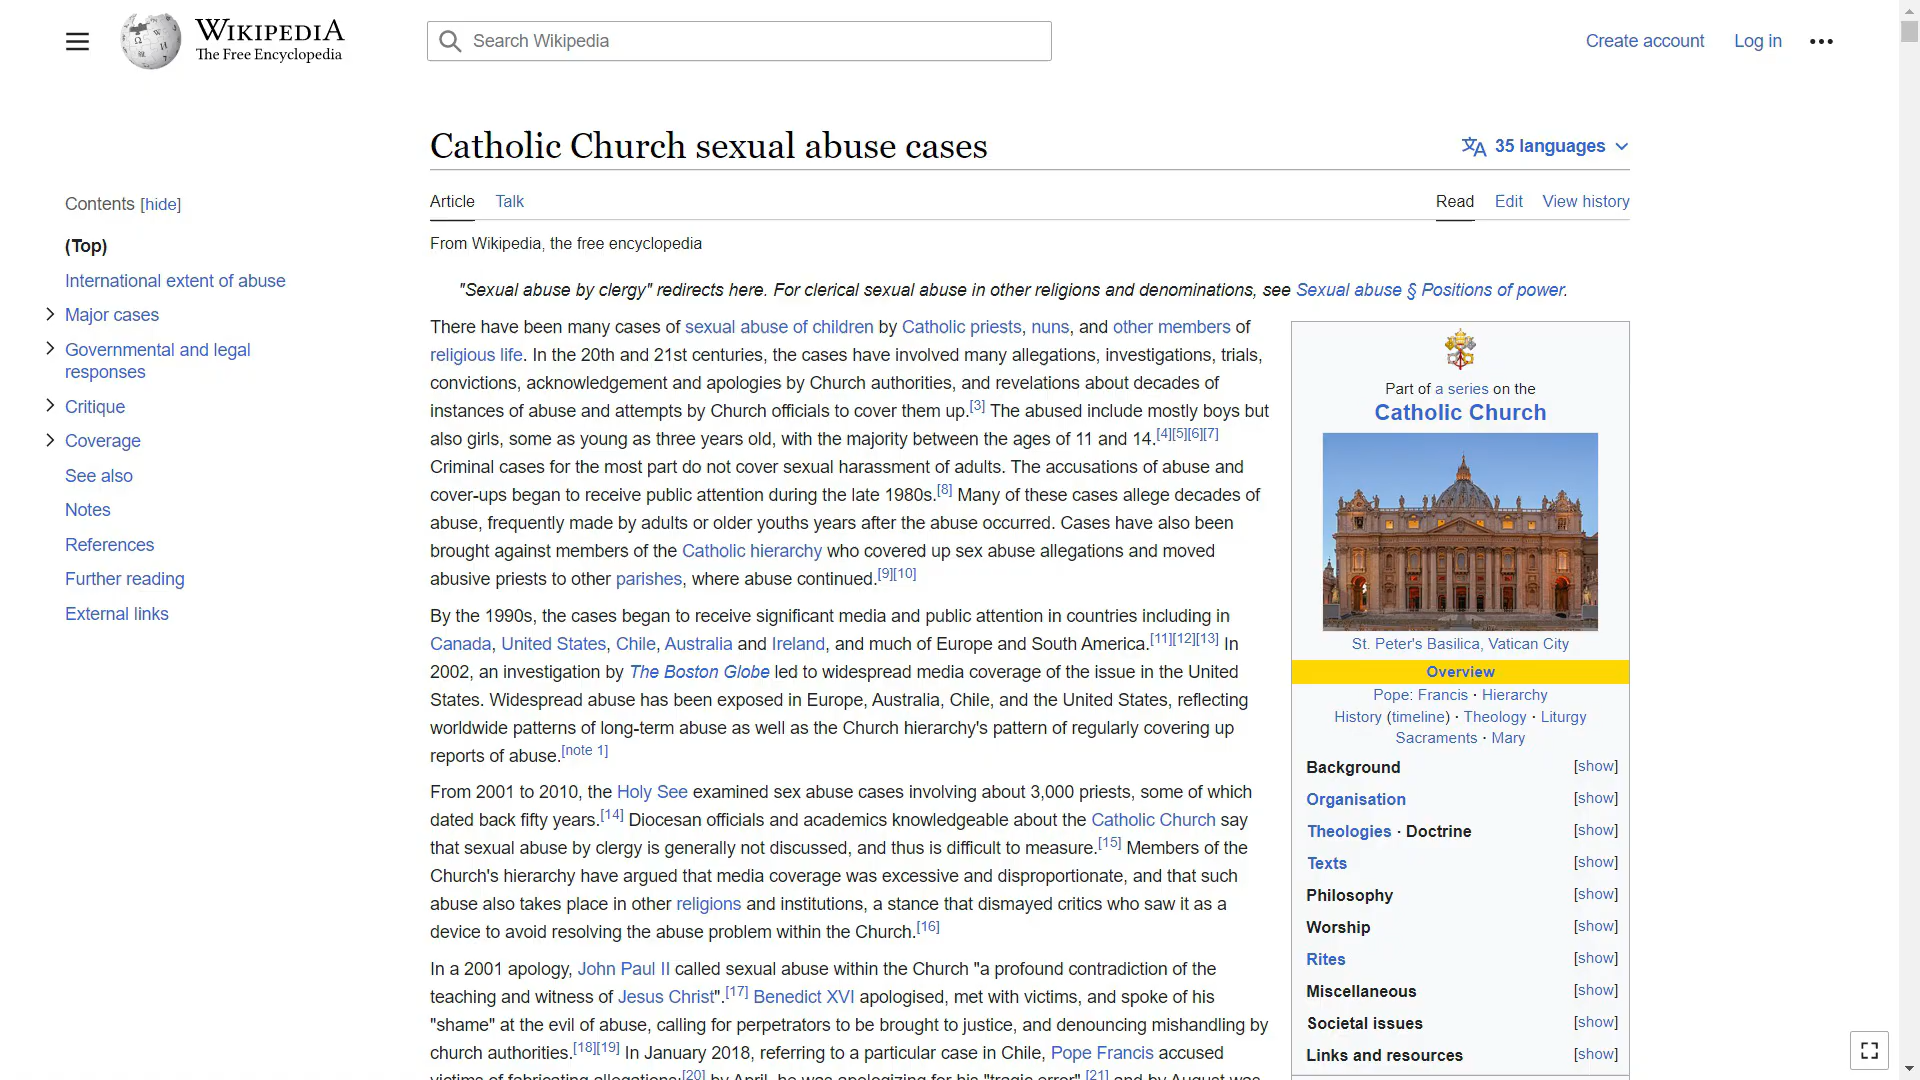 WIKIPEDIA
The Free Encyclopedia
Search Wikipedia
Create account
Log in
Catholic Church sexual abuse cases
35 languages
Contents [hide]
(Top)
International extent of abuse
Major cases
Governmental and legal
responses
Critique
Coverage
See also
Notes
References
Further reading
External links
Article
Talk
Read
Edit
View history
From Wikipedia, the free encyclopedia
"Sexual abuse by clergy" redirects here. For clerical sexual abuse in other religions and denominations, see Sexual abuse § Positions of power.
There have been many cases of sexual abuse of children by Catholic priests, nuns, and other members of
religious life. In the 20th and 21st centuries, the cases have involved many allegations, investigations, trials,
convictions, acknowledgement and apologies by Church authorities, and revelations about decades of
instances of abuse and attempts by Church officials to cover them up.[3] The abused include mostly boys but
also girls, some as young as three years old, with the majority between the ages of 11 and 14.[4][5][6][7]
Criminal cases for the most part do not cover sexual harassment of adults. The accusations of abuse and
cover-ups began to receive public attention during the late 1980s.[8] Many of these cases allege decades of
abuse, frequently made by adults or older youths years after the abuse occurred. Cases have also been
brought against members of the Catholic hierarchy who covered up sex abuse allegations and moved
abusive priests to other parishes, where abuse continued.[9][10]
By the 1990s, the cases began to receive significant media and public attention in countries including in
Canada, United States, Chile, Australia and Ireland, and much of Europe and South America.[11][12][13] In
2002, an investigation by The Boston Globe led to widespread media coverage of the issue in the United
States. Widespread abuse has been exposed in Europe, Australia, Chile, and the United States, reflecting
worldwide patterns of long-term abuse as well as the Church hierarchy's pattern of regularly covering up
reports of abuse.[note 1]
From 2001 to 2010, the Holy See examined sex abuse cases involving about 3,000 priests, some of which
dated back fifty years.[14] Diocesan officials and academics knowledgeable about the Catholic Church say
that sexual abuse by clergy is generally not discussed, and thus is difficult to measure.[15] Members of the
Church's hierarchy have argued that media coverage was excessive and disproportionate, and that such
abuse also takes place in other religions and institutions, a stance that dismayed critics who saw it as a
device to avoid resolving the abuse problem within the Church.[16]
In a 2001 apology, John Paul II called sexual abuse within the Church "a profound contradiction of the
teaching and witness of Jesus Christ".[17] Benedict XVI apologised, met with victims, and spoke of his
"shame" at the evil of abuse, calling for perpetrators to be brought to justice, and denouncing mishandling by
church authorities.[18][19] In January 2018, referring to a particular case in Chile, Pope Francis accused
victims of fabricating allegations;[20] by April, he was apologizing for his "tragic error",[21] and by August was
Part of a series on the
Catholic Church
St. Peter's Basilica, Vatican City
Overview
Pope: Francis · Hierarchy
History (timeline) · Theology · Liturgy
Sacraments · Mary
Background [show]
Organisation [show]
Theologies · Doctrine [show]
Texts [show]
Philosophy [show]
Worship [show]
Rites [show]
Miscellaneous [show]
Societal issues [show]
Links and resources [show]